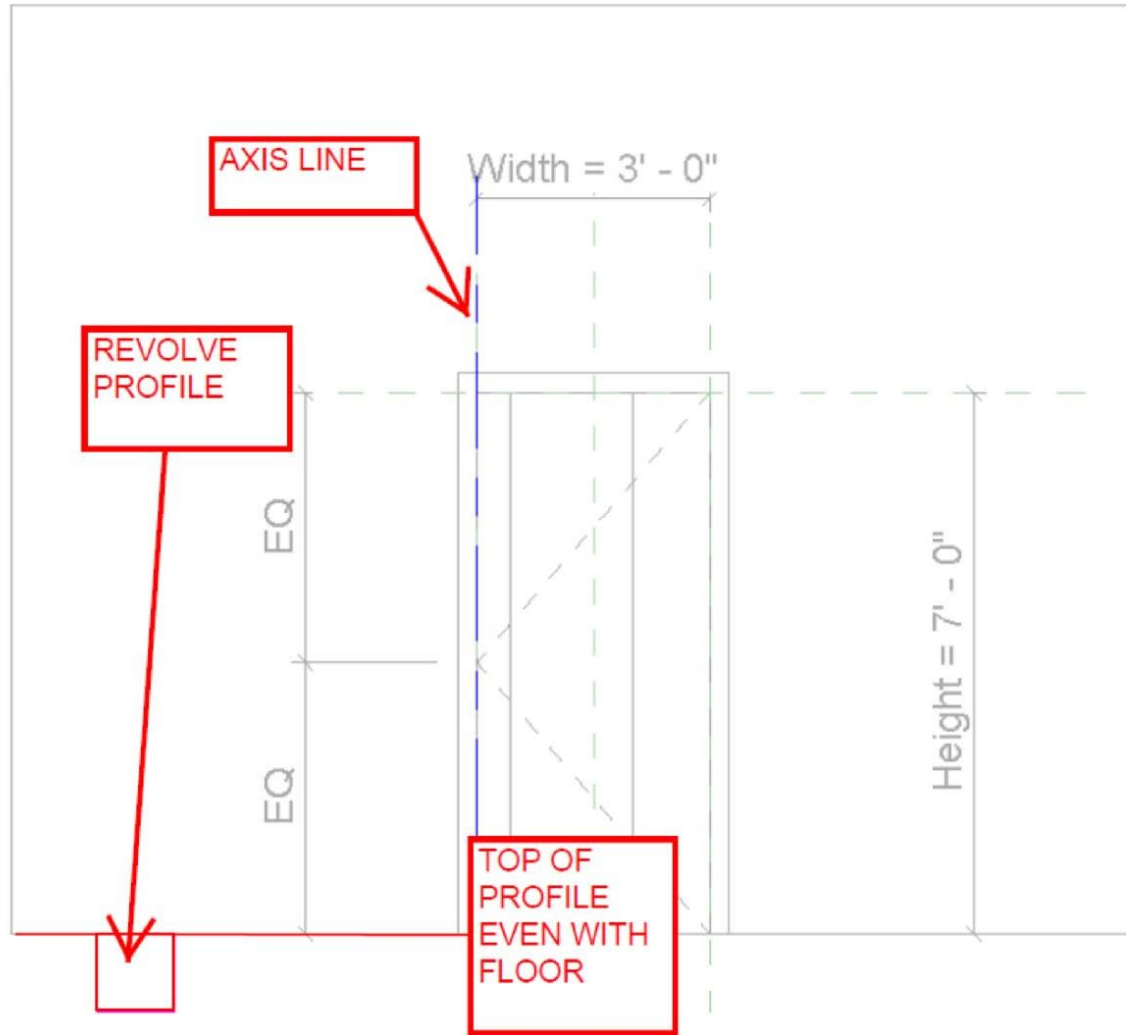 AXIS LINE
Width = 3' - 0"
REVOLVE
PROFILE
EQ
EQ
Height = 7' - 0"
TOP OF
PROFILE
EVEN WITH
FLOOR